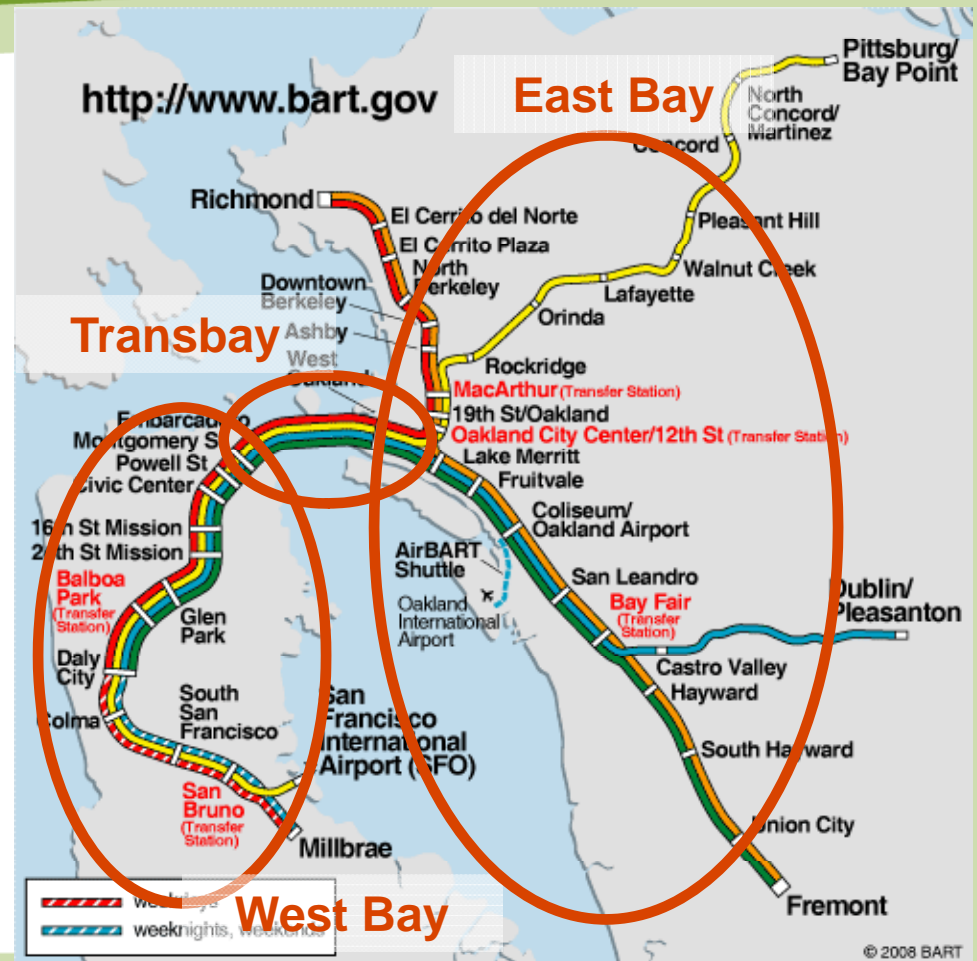 http://www.bart.gov
East Bay
Pittsburg/
Bay Point
North
Concord/
Martinez
Concord
Richmond
El Cerrito del Norte
Pleasant Hill
El Cerrito Plaza
North
Berkeley
Walnut Creek
Downtown
Berkeley
Lafayette
Orinda
Transbay
Ashby
West
Oakland
Rockridge
MacArthur (Transfer Station)
19th St/Oakland
Oakland City Center/12th St (Transfer Station)
Embarcadero
Montgomery St
Powell St
Civic Center
Lake Merritt
Fruitvale
16th St Mission
24th St Mission
Coliseum/
Oakland Airport
AirBART
Shuttle
Oakland
International
Airport
San Leandro
Bay Fair
(Transfer
Station)
Dublin/
Pleasanton
Balboa
Park
(Transfer
Station)
Glen
Park
Daly
City
Castro Valley
Hayward
Colma
South
San
Francisco
San
Francisco
International
Airport (SFO)
South Hayward
San
Bruno
(Transfer
Station)
Millbrae
Union City
Fremont
weekdays
weeknights, weekends
West Bay
© 2008 BART